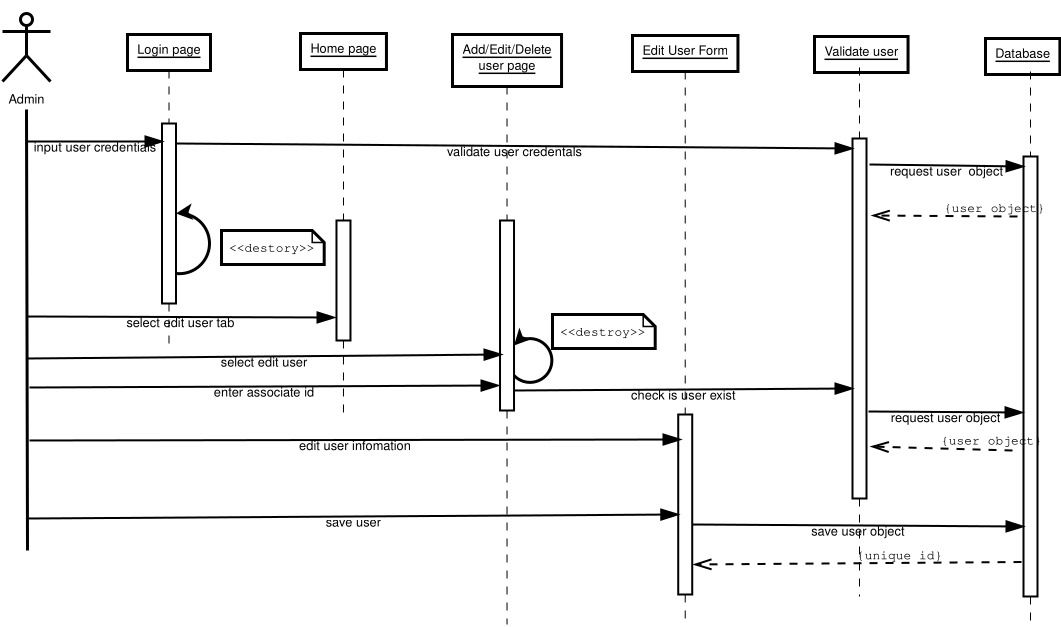 Login page
Home page
Add/Edit/Delete
user page
Edit User Form
Validate user
Database
Admin
input user credentials
validate user credentals
request user object
{user object}
<<destory>>
select edit user tab
<<destroy>>
select edit user
enter associate id
check is user exist
request user object
{user object}
edit user infomation
save user
save user object
{unique id}